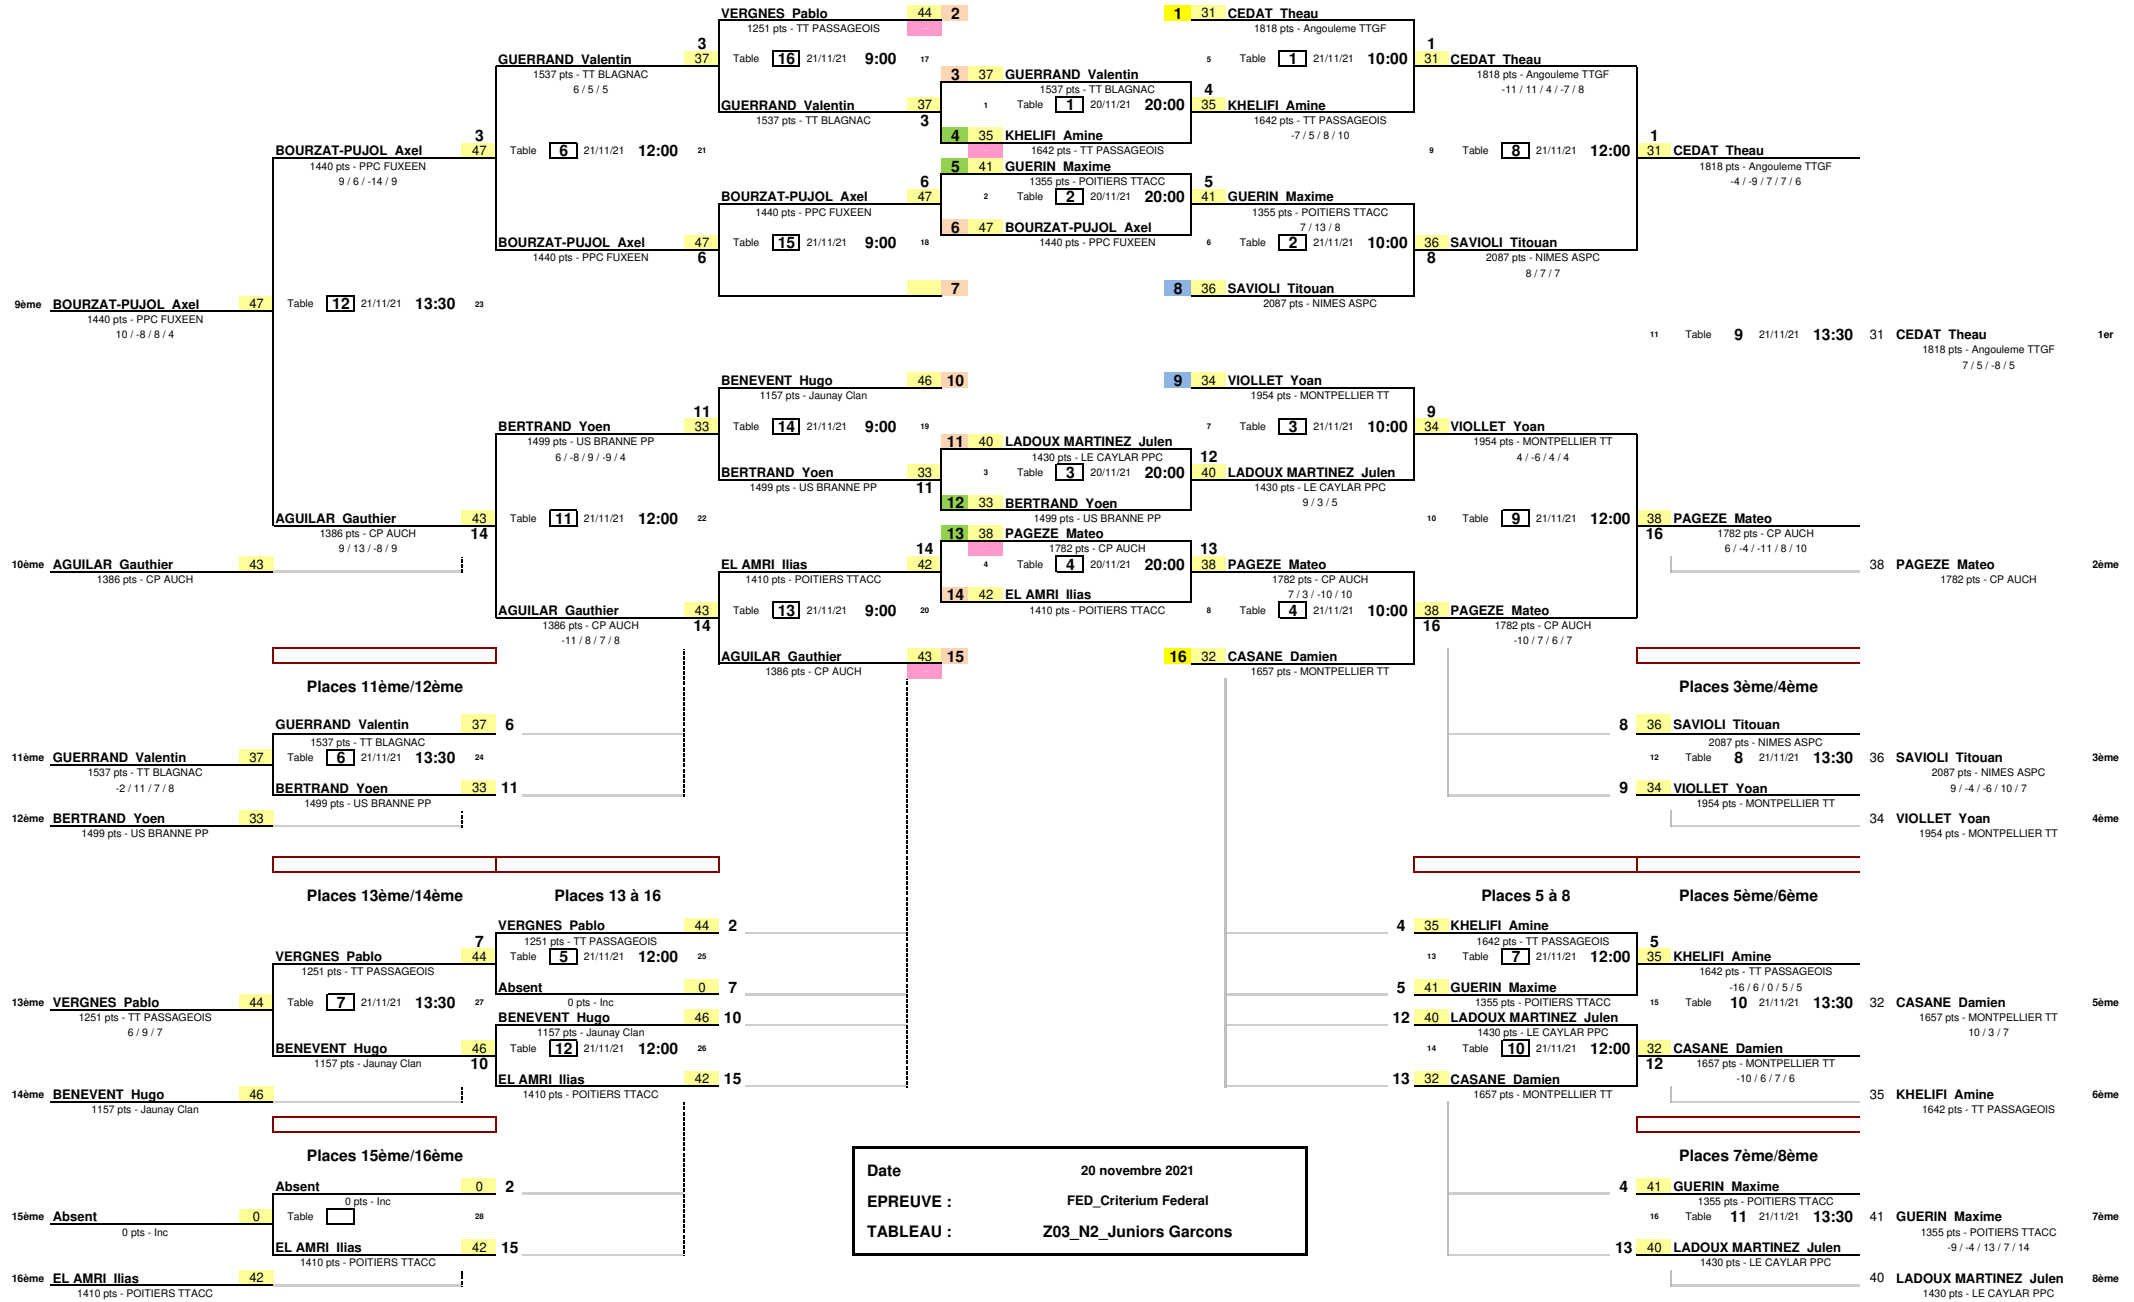 VERGNES Pablo 44 2
1251 pts - TT PASSAGEOIS
1 31 CEDAT Theau
1818 pts - Angouleme TTGF
3
GUERRAND Valentin 37
1537 pts - TT BLAGNAC
6 / 5 / 5
Table 16 21/11/21 9:00 17
5 Table 1 21/11/21 10:00
1
31 CEDAT Theau
1818 pts - Angouleme TTGF
-11 / 11 / 4 / -7 / 8
3 37 GUERRAND Valentin
1537 pts - TT BLAGNAC
GUERRAND Valentin 37
1537 pts - TT BLAGNAC
3
1 Table 1 20/11/21 20:00
4
35 KHELIFI Amine
1642 pts - TT PASSAGEOIS
-7 / 5 / 8 / 10
4 35 KHELIFI Amine
1642 pts - TT PASSAGEOIS
3
BOURZAT-PUJOL Axel 47
1440 pts - PPC FUXEEN
9 / 6 / -14 / 9
Table 6 21/11/21 12:00 21
9 Table 8 21/11/21 12:00
1
31 CEDAT Theau
1818 pts - Angouleme TTGF
-4 / -9 / 7 / 7 / 6
5 41 GUERIN Maxime
1355 pts - POITIERS TTACC
6
BOURZAT-PUJOL Axel 47
1440 pts - PPC FUXEEN
2 Table 2 20/11/21 20:00
5
41 GUERIN Maxime
1355 pts - POITIERS TTACC
7 / 13 / 8
6 47 BOURZAT-PUJOL Axel
1440 pts - PPC FUXEEN
BOURZAT-PUJOL Axel 47
1440 pts - PPC FUXEEN
6
Table 15 21/11/21 9:00 18
6 Table 2 21/11/21 10:00
36 SAVIOLI Titouan
8
2087 pts - NIMES ASPC
8 / 7 / 7
7
8 36 SAVIOLI Titouan
2087 pts - NIMES ASPC
9ème BOURZAT-PUJOL Axel 47
1440 pts - PPC FUXEEN
10 / -8 / 8 / 4
Table 12 21/11/21 13:30 23
11 Table 9 21/11/21 13:30 31 CEDAT Theau 1er
1818 pts - Angouleme TTGF
7 / 5 / -8 / 5
BENEVENT Hugo 46 10
1157 pts - Jaunay Clan
9 34 VIOLLET Yoan
1954 pts - MONTPELLIER TT
11
BERTRAND Yoen 33
1499 pts - US BRANNE PP
6 / -8 / 9 / -9 / 4
Table 14 21/11/21 9:00 19
7 Table 3 21/11/21 10:00
9
34 VIOLLET Yoan
1954 pts - MONTPELLIER TT
4 / -6 / 4 / 4
11 40 LADOUX MARTINEZ Julen
1430 pts - LE CAYLAR PPC
BERTRAND Yoen 33
1499 pts - US BRANNE PP
11
3 Table 3 20/11/21 20:00
12
40 LADOUX MARTINEZ Julen
1430 pts - LE CAYLAR PPC
9 / 3 / 5
12 33 BERTRAND Yoen
1499 pts - US BRANNE PP
AGUILAR Gauthier 43
1386 pts - CP AUCH
14
9 / 13 / -8 / 9
Table 11 21/11/21 12:00 22
10 Table 9 21/11/21 12:00
38 PAGEZE Mateo
16
1782 pts - CP AUCH
6 / -4 / -11 / 8 / 10
13 38 PAGEZE Mateo
1782 pts - CP AUCH
10ème AGUILAR Gauthier 43
1386 pts - CP AUCH
14
EL AMRI Ilias 42
1410 pts - POITIERS TTACC
4 Table 4 20/11/21 20:00
13
38 PAGEZE Mateo
1782 pts - CP AUCH
7 / 3 / -10 / 10
38 PAGEZE Mateo 2ème
1782 pts - CP AUCH
14 42 EL AMRI Ilias
1410 pts - POITIERS TTACC
AGUILAR Gauthier 43
1386 pts - CP AUCH
14
-11 / 8 / 7 / 8
Table 13 21/11/21 9:00 20
8 Table 4 21/11/21 10:00
38 PAGEZE Mateo
16
1782 pts - CP AUCH
-10 / 7 / 6 / 7
AGUILAR Gauthier 43 15
1386 pts - CP AUCH
16 32 CASANE Damien
1657 pts - MONTPELLIER TT
Places 11ème/12ème
Places 3ème/4ème
GUERRAND Valentin 37 6
1537 pts - TT BLAGNAC
8 36 SAVIOLI Titouan
2087 pts - NIMES ASPC
11ème GUERRAND Valentin 37
1537 pts - TT BLAGNAC
-2 / 11 / 7 / 8
Table 6 21/11/21 13:30 24
12 Table 8 21/11/21 13:30 36 SAVIOLI Titouan 3ème
2087 pts - NIMES ASPC
9 / -4 / -6 / 10 / 7
BERTRAND Yoen 33 11
1499 pts - US BRANNE PP
9 34 VIOLLET Yoan
1954 pts - MONTPELLIER TT
12ème BERTRAND Yoen 33
1499 pts - US BRANNE PP
34 VIOLLET Yoan 4ème
1954 pts - MONTPELLIER TT
Places 13ème/14ème
Places 13 à 16
Places 5 à 8
Places 5ème/6ème
VERGNES Pablo 44 2
1251 pts - TT PASSAGEOIS
4 35 KHELIFI Amine
1642 pts - TT PASSAGEOIS
7
VERGNES Pablo 44
1251 pts - TT PASSAGEOIS
Table 5 21/11/21 12:00 25
13 Table 7 21/11/21 12:00
5
35 KHELIFI Amine
1642 pts - TT PASSAGEOIS
-16 / 6 / 0 / 5 / 5
Absent 0 7
0 pts - Inc
5 41 GUERIN Maxime
1355 pts - POITIERS TTACC
13ème VERGNES Pablo 44
1251 pts - TT PASSAGEOIS
6 / 9 / 7
Table 7 21/11/21 13:30 27
15 Table 10 21/11/21 13:30 32 CASANE Damien 5ème
1657 pts - MONTPELLIER TT
10 / 3 / 7
BENEVENT Hugo 46 10
1157 pts - Jaunay Clan
12 40 LADOUX MARTINEZ Julen
1430 pts - LE CAYLAR PPC
BENEVENT Hugo 46
1157 pts - Jaunay Clan
10
Table 12 21/11/21 12:00 26
14 Table 10 21/11/21 12:00
32 CASANE Damien
12
1657 pts - MONTPELLIER TT
-10 / 6 / 7 / 6
EL AMRI Ilias 42 15
1410 pts - POITIERS TTACC
13 32 CASANE Damien
1657 pts - MONTPELLIER TT
14ème BENEVENT Hugo 46
1157 pts - Jaunay Clan
35 KHELIFI Amine 6ème
1642 pts - TT PASSAGEOIS
Places 15ème/16ème
Places 7ème/8ème
Date 20 novembre 2021
EPREUVE : FED_Criterium Federal
TABLEAU : Z03_N2_Juniors Garcons
Absent 0 2
0 pts - Inc
4 41 GUERIN Maxime
1355 pts - POITIERS TTACC
15ème Absent 0
0 pts - Inc
Table 28
16 Table 11 21/11/21 13:30 41 GUERIN Maxime 7ème
1355 pts - POITIERS TTACC
-9 / -4 / 13 / 7 / 14
EL AMRI Ilias 42 15
1410 pts - POITIERS TTACC
13 40 LADOUX MARTINEZ Julen
1430 pts - LE CAYLAR PPC
16ème EL AMRI Ilias 42
1410 pts - POITIERS TTACC
40 LADOUX MARTINEZ Julen 8ème
1430 pts - LE CAYLAR PPC